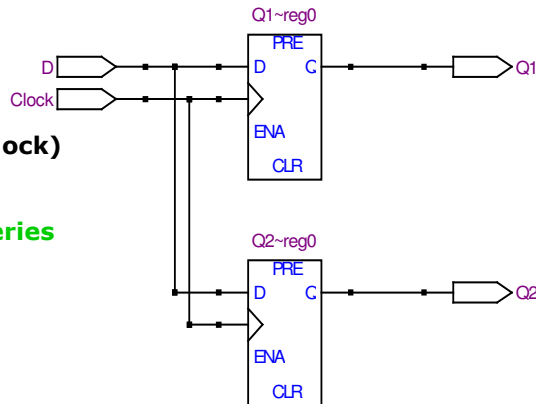 Q1~reg0
PRE
D D Q Q1
Clock
ock)
ENA
CLR
eries
Q2~reg0
PRE
D Q Q2
ENA
CLR